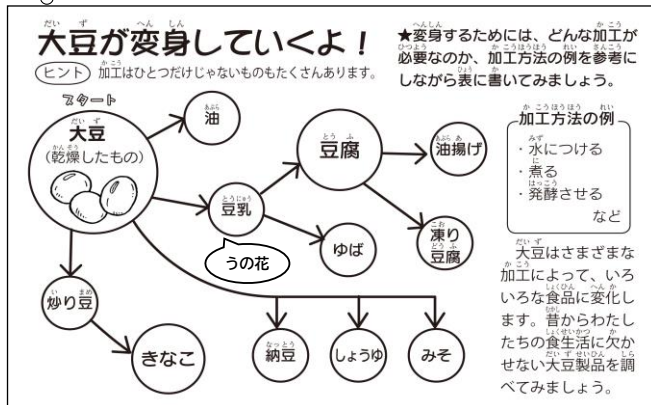 大豆が変身していくよ！
ヒント 加工はひとつだけじゃないものもたくさんあります。
★変身するためには、どんな加工が
必要なのか、加工方法の例を参考に
しながら表に書いてみましょう。
スタート
大豆
(乾燥したもの)
油
豆腐
油揚げ
豆乳
うの花
ゆば
凍り
豆腐
炒り豆
きなこ
納豆
しょうゆ
みそ
加工方法の例
・水につける
・煮る
・発酵させる
など
大豆はさまざまな
加工によって、いろ
いろな食品に変化し
ます。昔からわたし
たちの食生活に欠か
せない大豆製品を調
べてみましょう。